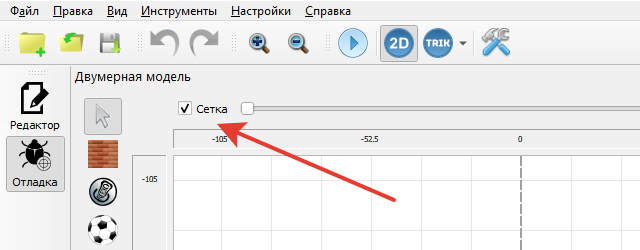 Файл Правка Вид Инструменты Настройки Справка
2D TRIK
Двумерная модель
Редактор
Отладка
Сетка
-105 -52.5 0
-105